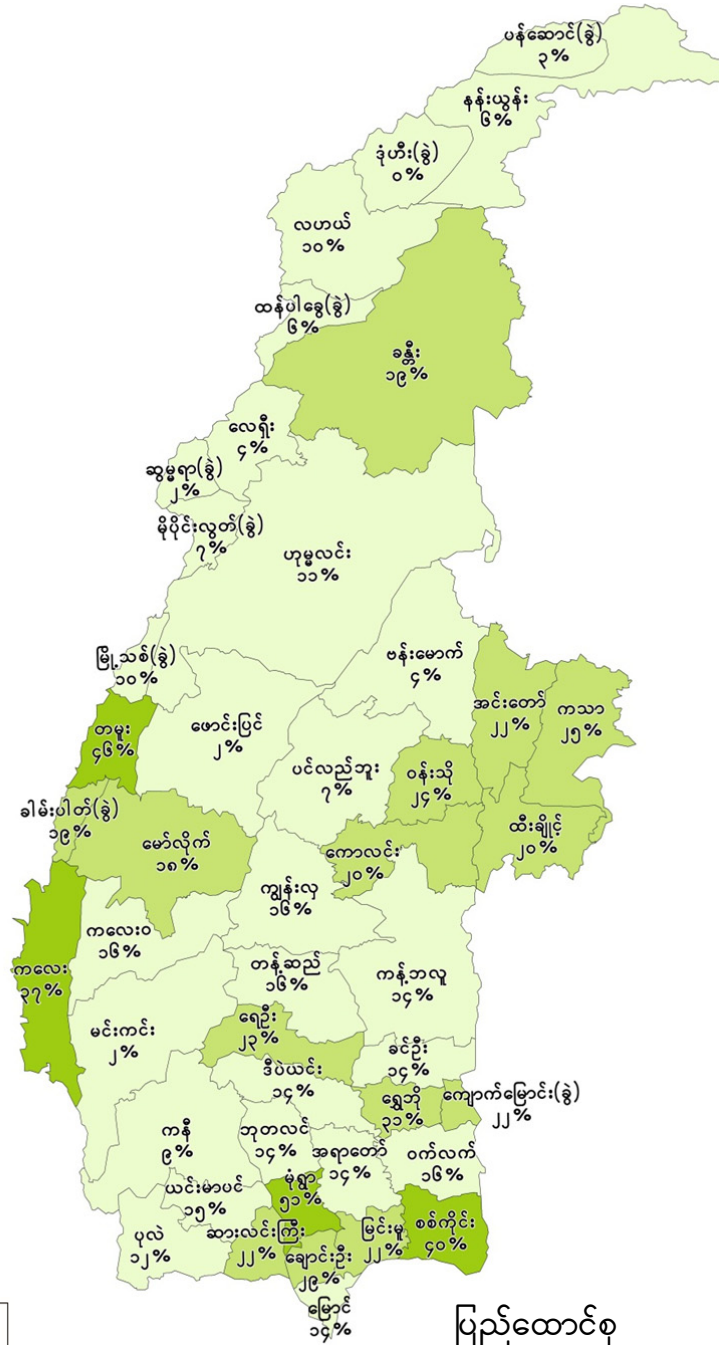 ပန်ဆောင်(ခွဲ)
၃%
နန်းယွန်း
၆%
ဒုံဟီး(ခွဲ)
၀%
လဟယ်
၁၀%
ထန်ပါခွေ(ခွဲ)
၆%
ခန္တီး
၁၉%
လေရှီး
၄%
ဆွမ္မရာ(ခွဲ)
၂%
မိုပိုင်းလွတ်(ခွဲ)
၇%
ဟုမ္မလင်း
၁၁%
မြို့သစ်(ခွဲ)
၁၀%
ဗန်းမောက်
၄%
အင်းတော်
၂၂%
ကသာ
၂၅%
တမူး
၄၆%
ဖောင်းပြင်
၂%
ပင်လည်ဘူး
၇%
ဝန်းသို
၂၄%
ခါမ်းပါတ်(ခွဲ)
၁၉%
မော်လိုက်
၁၈%
ကောလင်း
၂၀%
ထီးချိုင့်
၂၀%
ကျွန်းလှ
၁၆%
ကလေးဝ
၁၆%
ကလေး
၃၇%
တန့်ဆည်
၁၆%
ကန့်ဘလူ
၁၄%
မင်းကင်း
၂%
ရေဦး
၂၃%
ခင်ဦး
၁၄%
ဒီပဲယင်း
၁၄%
ရွှေဘို
၃၁%
ကျောက်မြောင်း(ခွဲ)
၂၂%
ကနီ
၉%
ဘုတလင်
၁၄%
အရာတော်
၁၄%
ဝက်လက်
၁၆%
ယင်းမာပင်
၁၅%
မုံရွာ
၅၁%
ပုလဲ
၁၂%
ဆားလင်းကြီး
၂၂%
ချောင်းဦး
၂၉%
မြင်းမူ
၂၂%
စစ်ကိုင်း
၄၀%
မြောင်
၁၄%
ပြည်ထောင်စု